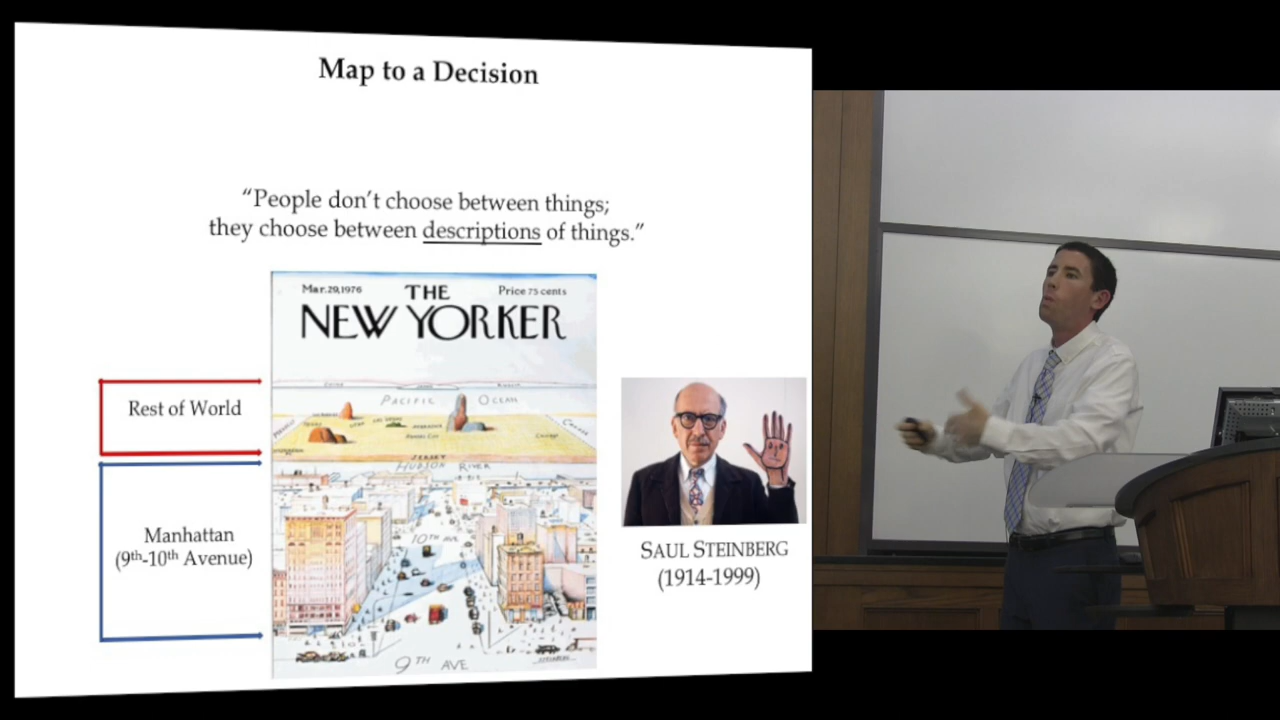 Map to a Decision
“People don’t choose between things;
they choose between descriptions of things.”
Mar. 29, 1976
THE
Price 75 cents
NEW YORKER
PACIFIC OCEAN
Rest of World
JERSEY
HUDSON RIVER
Manhattan
(9th-10th Avenue)
10TH AVE
9TH AVE
SAUL STEINBERG
(1914-1999)